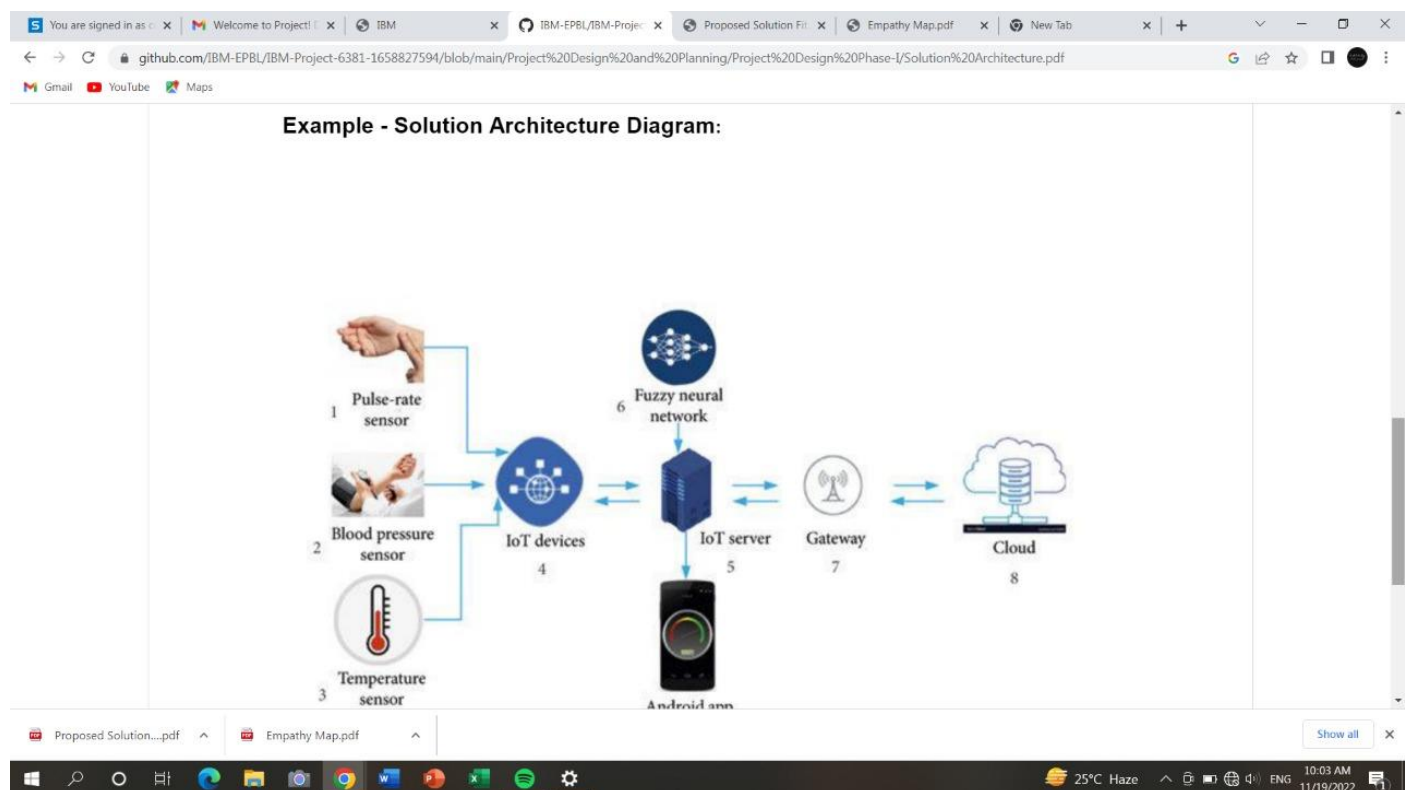 You are signed in as
Welcome to Project!
IBM
IBM-EPBL/IBM-Projec
Proposed Solution Fit
Empathy Map.pdf
New Tab
github.com/IBM-EPBL/IBM-Project-6381-1658827594/blob/main/Project%20Design%20and%20Planning/Project%20Design%20Phase-I/Solution%20Architecture.pdf
Gmail
YouTube
Maps
Example - Solution Architecture Diagram:
1 Pulse-rate
sensor
6 Fuzzy neural
network
2 Blood pressure
sensor
IoT devices
4
IoT server
5
Gateway
7
Cloud
8
3 Temperature
sensor
Android app
Proposed Solution....pdf
Empathy Map.pdf
Show all
25°C Haze
ENG
10:03 AM
11/19/2022